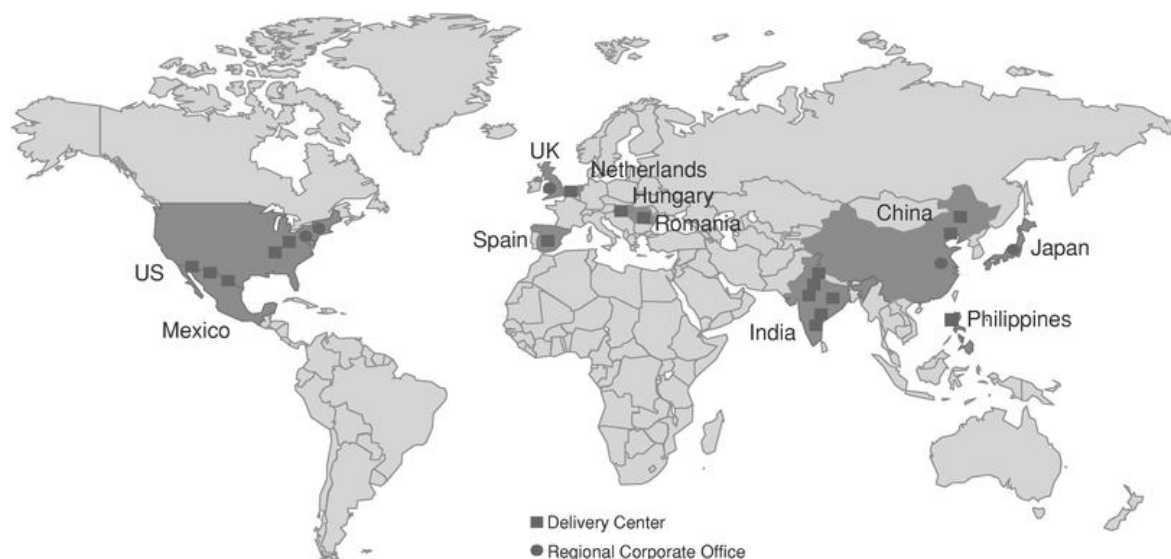 UK
Netherlands
Hungary
Romania
Spain
US
Mexico
China
Japan
India
Philippines
Delivery Center
Regional Corporate Office